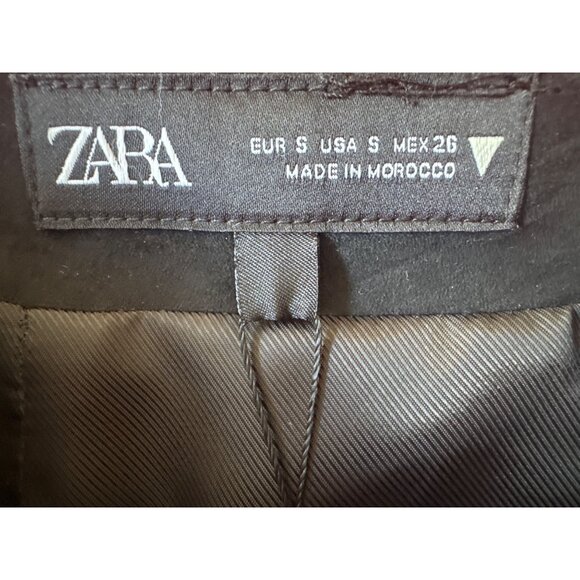 ZARA
EUR S USA S MEX 26
MADE IN MOROCCO